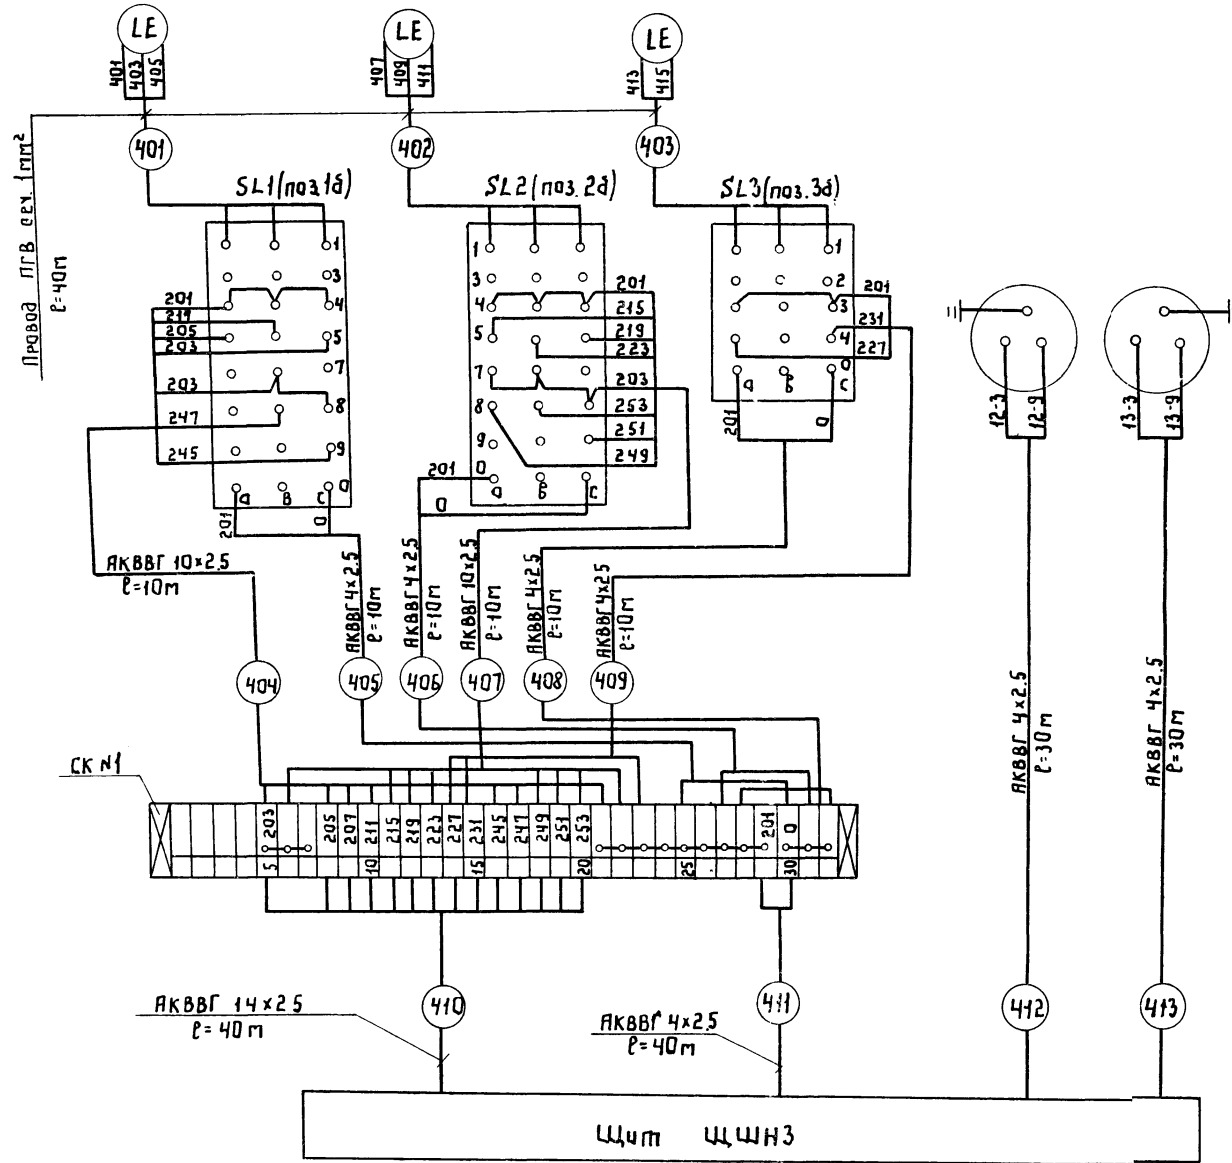 LE LE LE
401 403 405 407 409 411 413 415
Провод ПГВ сеч. 1мм²
ℓ=40м
401 402 403
SL1 (поз.1б) SL2 (поз.2б) SL3 (поз.3б)
1
3
4
5
7
8
9
0
а в с
201
211
205
203
203
247
245
201 0
1
3
4
5
7
8
9
0
а в с
201
215
219
223
203
253
251
249
201
0
1
2
3
4
0
а в с
201
231
227
201 0
12-3 12-9 13-3 13-9
АКВВГ 10×2.5
ℓ=10м
АКВВГ 4×2.5
ℓ=10м
АКВВГ 4×2.5
ℓ=10м
АКВВГ 10×2.5
ℓ=10м
АКВВГ 4×2.5
ℓ=10м
АКВВГ 4×2.5
ℓ=10м
404 405 406 407 408 409
АКВВГ 4×2.5
ℓ=30м
АКВВГ 4×2.5
ℓ=30м
СК N1
203 205 207 211 215 219 223 227 231 245 247 249 251 253 201 0
5 10 15 20 25 30
410 411 412 413
АКВВГ 14×2.5
ℓ=40м
АКВВГ 4×2.5
ℓ=40м
Щит ЩШН3